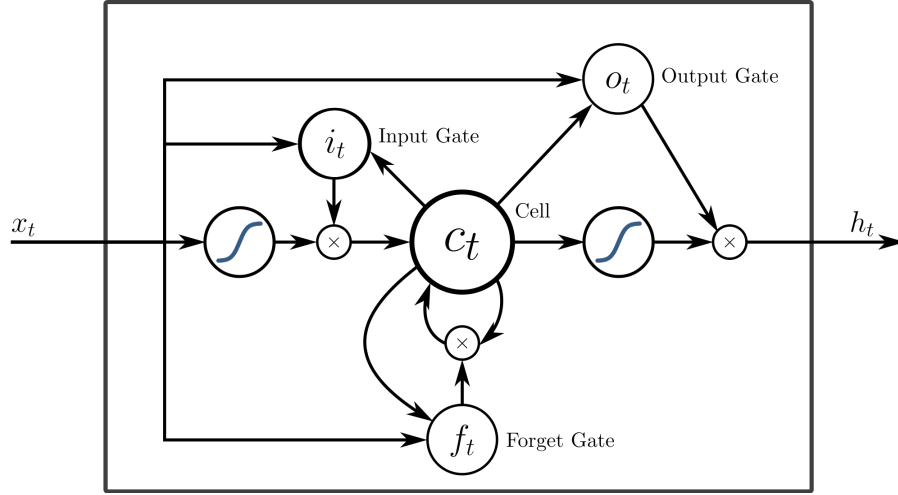 o_t Output Gate
i_t Input Gate
x_t
Cell
h_t
×
c_t
×
×
f_t Forget Gate